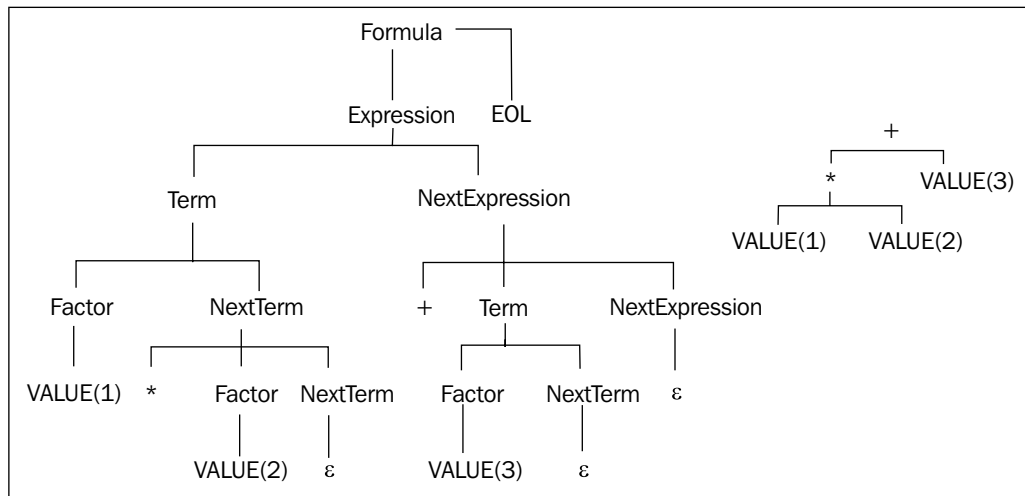 Formula
Expression EOL
+
* VALUE(3)
Term NextExpression
VALUE(1) VALUE(2)
Factor NextTerm + Term NextExpression
VALUE(1) * Factor NextTerm Factor NextTerm ε
VALUE(2) ε VALUE(3) ε